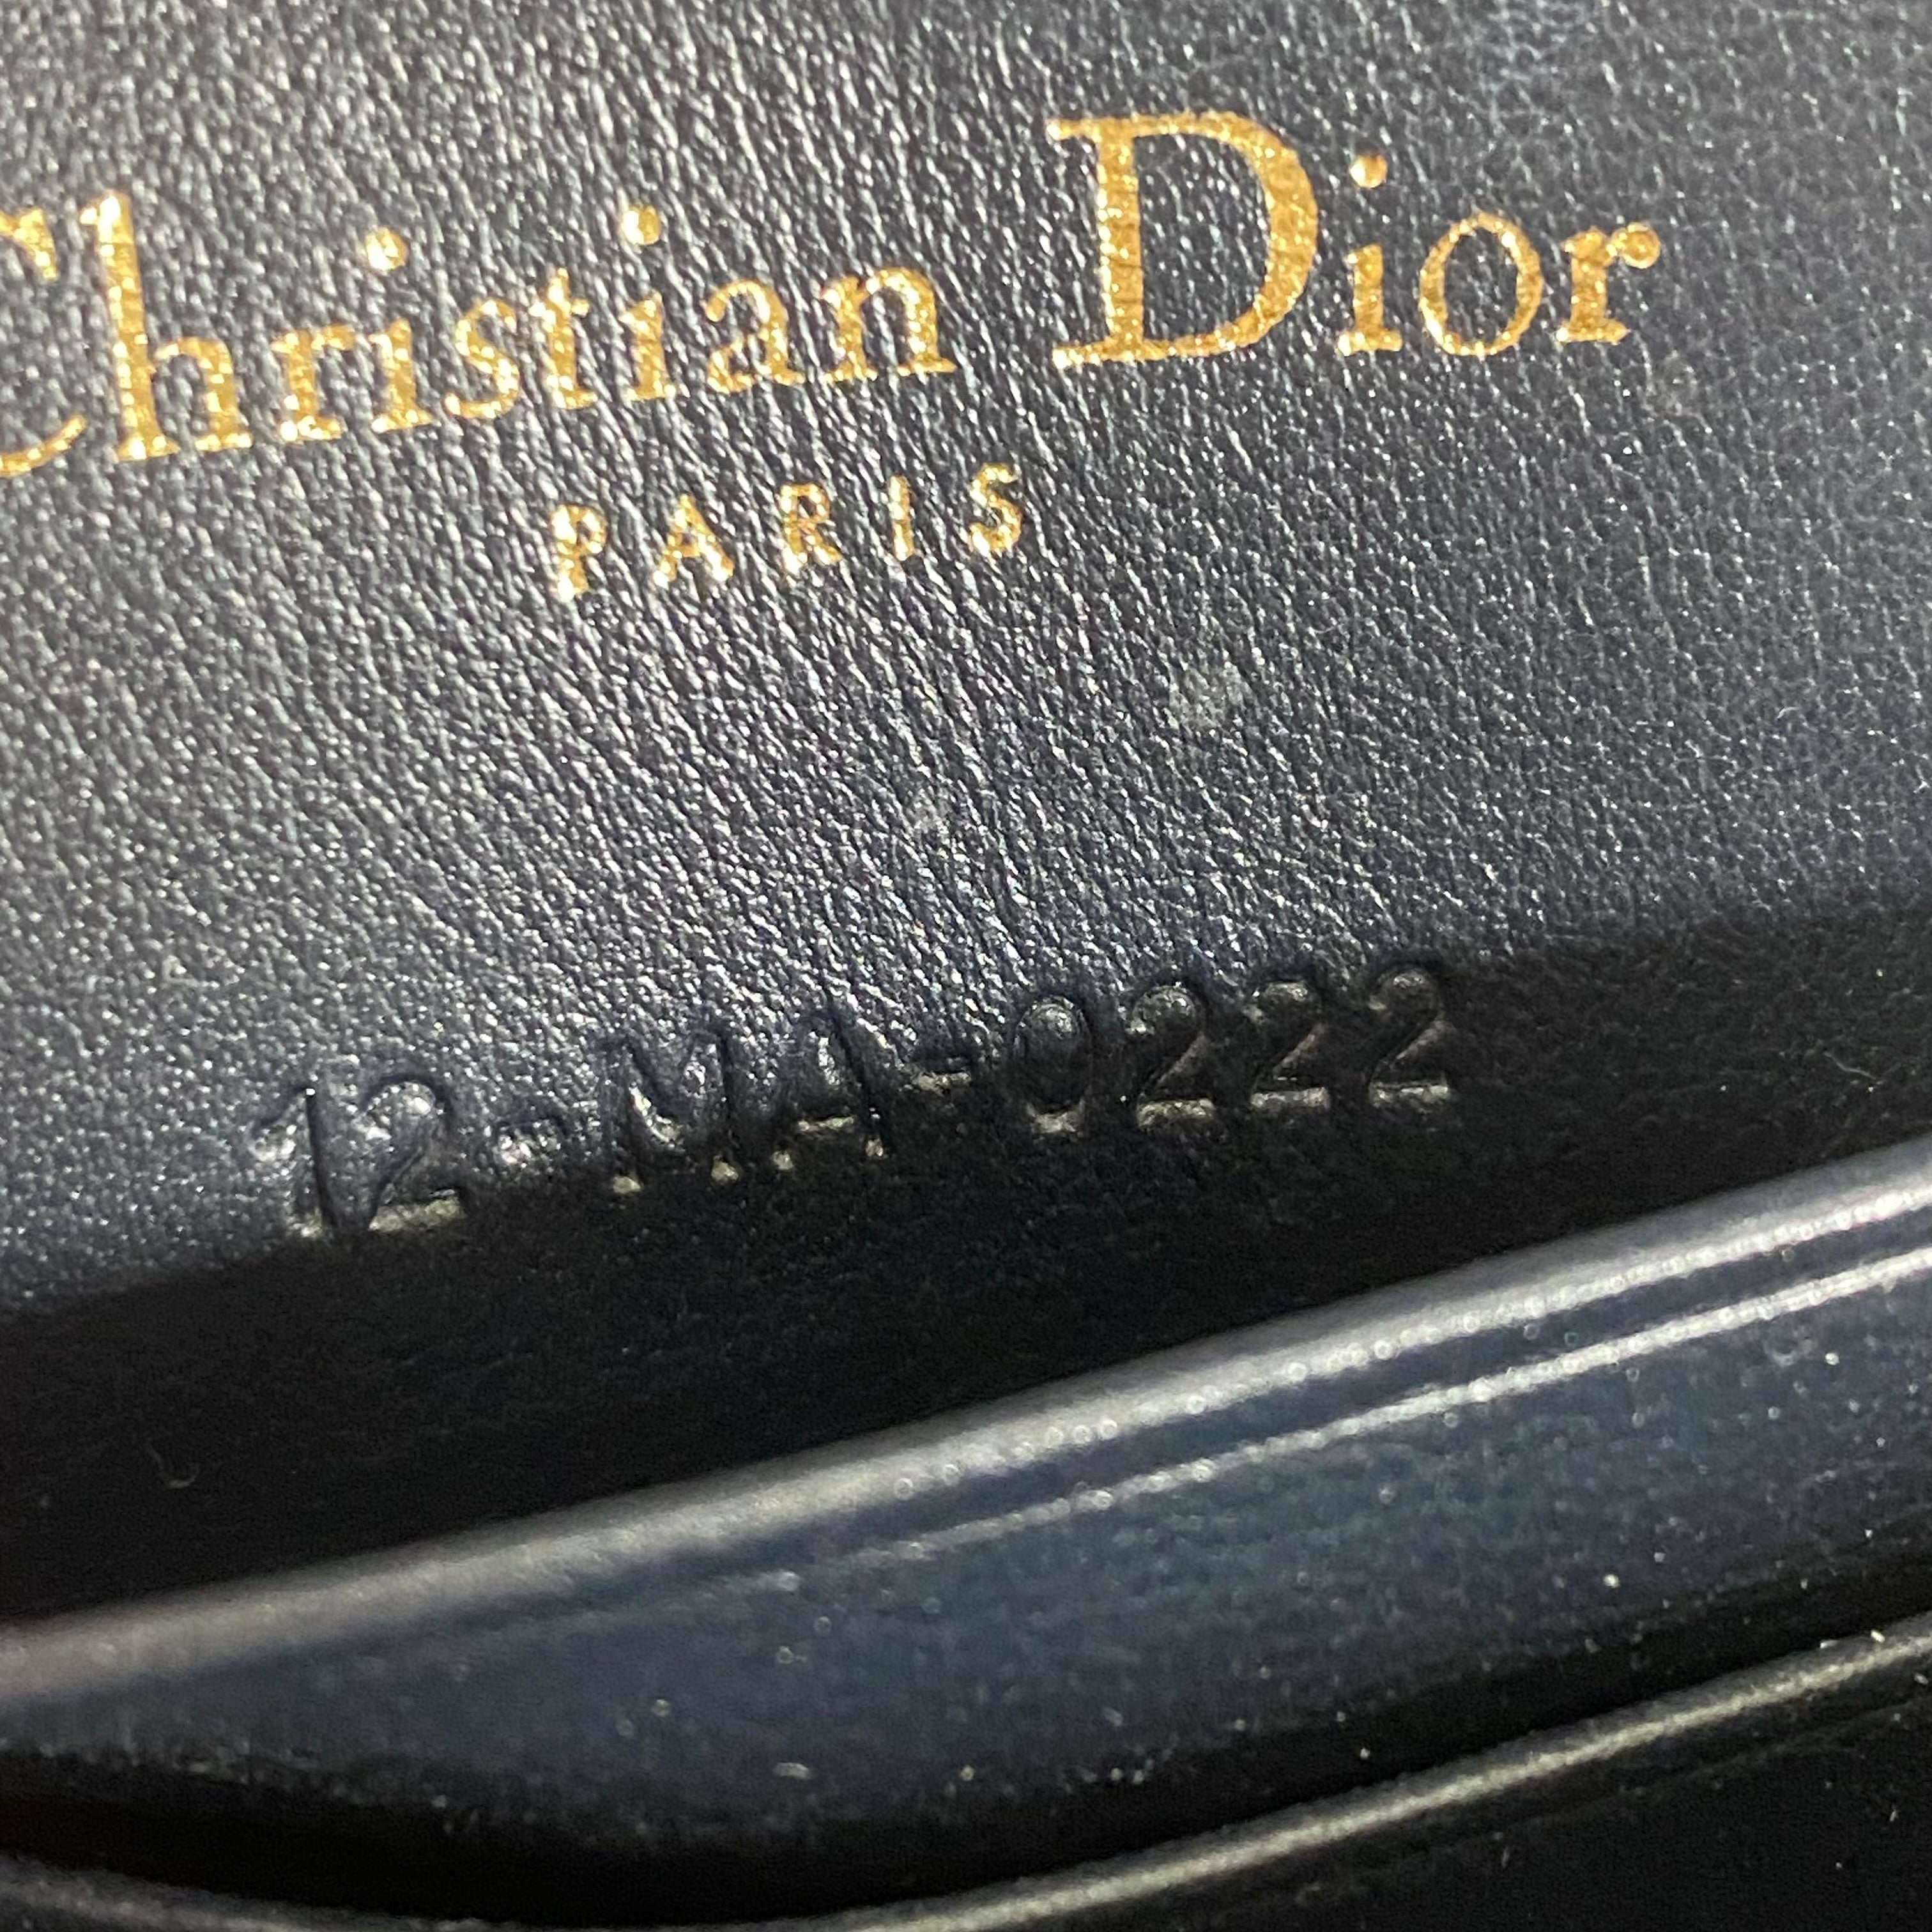 Christian Dior
PARIS
12-MA-0222